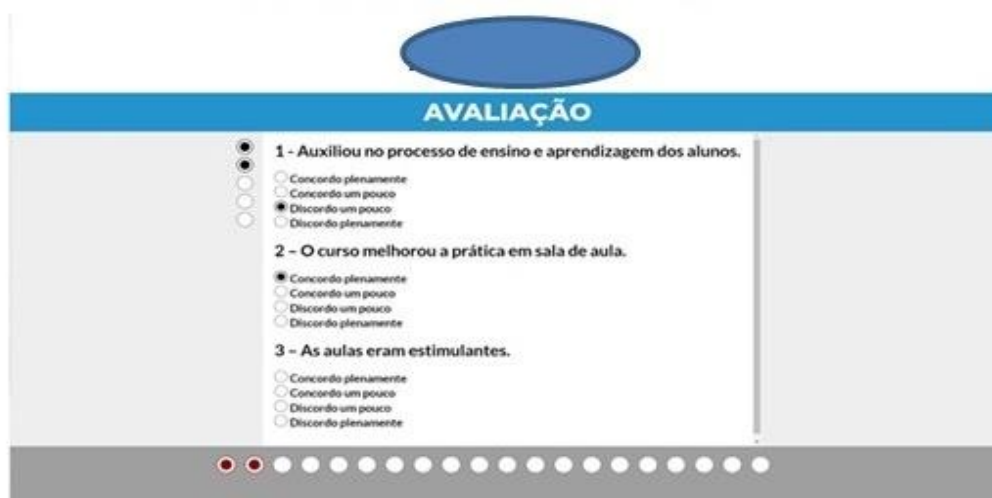 AVALIAÇÃO
1 - Auxiliou no processo de ensino e aprendizagem dos alunos.
Concordo plenamente
Concordo um pouco
Discordo um pouco
Discordo plenamente
2 – O curso melhorou a prática em sala de aula.
Concordo plenamente
Concordo um pouco
Discordo um pouco
Discordo plenamente
3 – As aulas eram estimulantes.
Concordo plenamente
Concordo um pouco
Discordo um pouco
Discordo plenamente